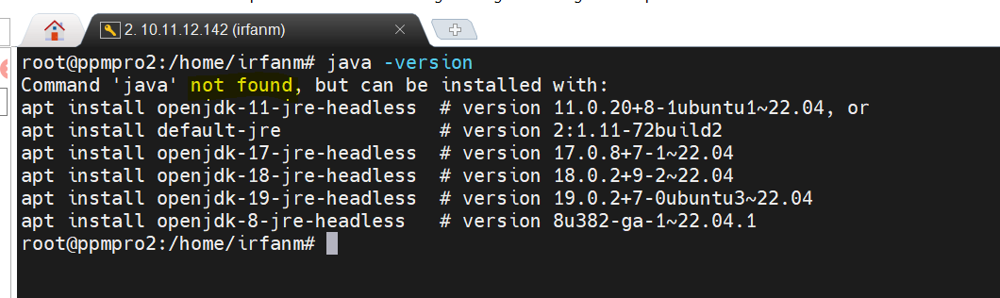 2. 10.11.12.142 (irfanm)
root@ppmpro2:/home/irfanm# java -version
Command 'java' not found, but can be installed with:
apt install openjdk-11-jre-headless  # version 11.0.20+8-1ubuntu1~22.04, or
apt install default-jre              # version 2:1.11-72build2
apt install openjdk-17-jre-headless  # version 17.0.8+7-1~22.04
apt install openjdk-18-jre-headless  # version 18.0.2+9-2~22.04
apt install openjdk-19-jre-headless  # version 19.0.2+7-0ubuntu3~22.04
apt install openjdk-8-jre-headless   # version 8u382-ga-1~22.04.1
root@ppmpro2:/home/irfanm#